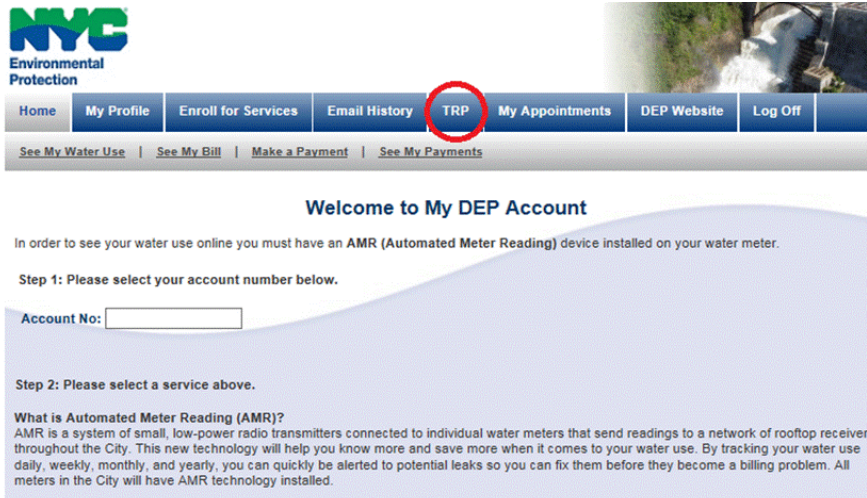 NYC
Environmental
Protection
Home My Profile Enroll for Services Email History TRP My Appointments DEP Website Log Off
See My Water Use | See My Bill | Make a Payment | See My Payments
Welcome to My DEP Account
In order to see your water use online you must have an AMR (Automated Meter Reading) device installed on your water meter.
Step 1: Please select your account number below.
Account No:
Step 2: Please select a service above.
What is Automated Meter Reading (AMR)?
AMR is a system of small, low-power radio transmitters connected to individual water meters that send readings to a network of rooftop receiver
throughout the City. This new technology will help you know more and save more when it comes to your water use. By tracking your water use
daily, weekly, monthly, and yearly, you can quickly be alerted to potential leaks so you can fix them before they become a billing problem. All
meters in the City will have AMR technology installed.